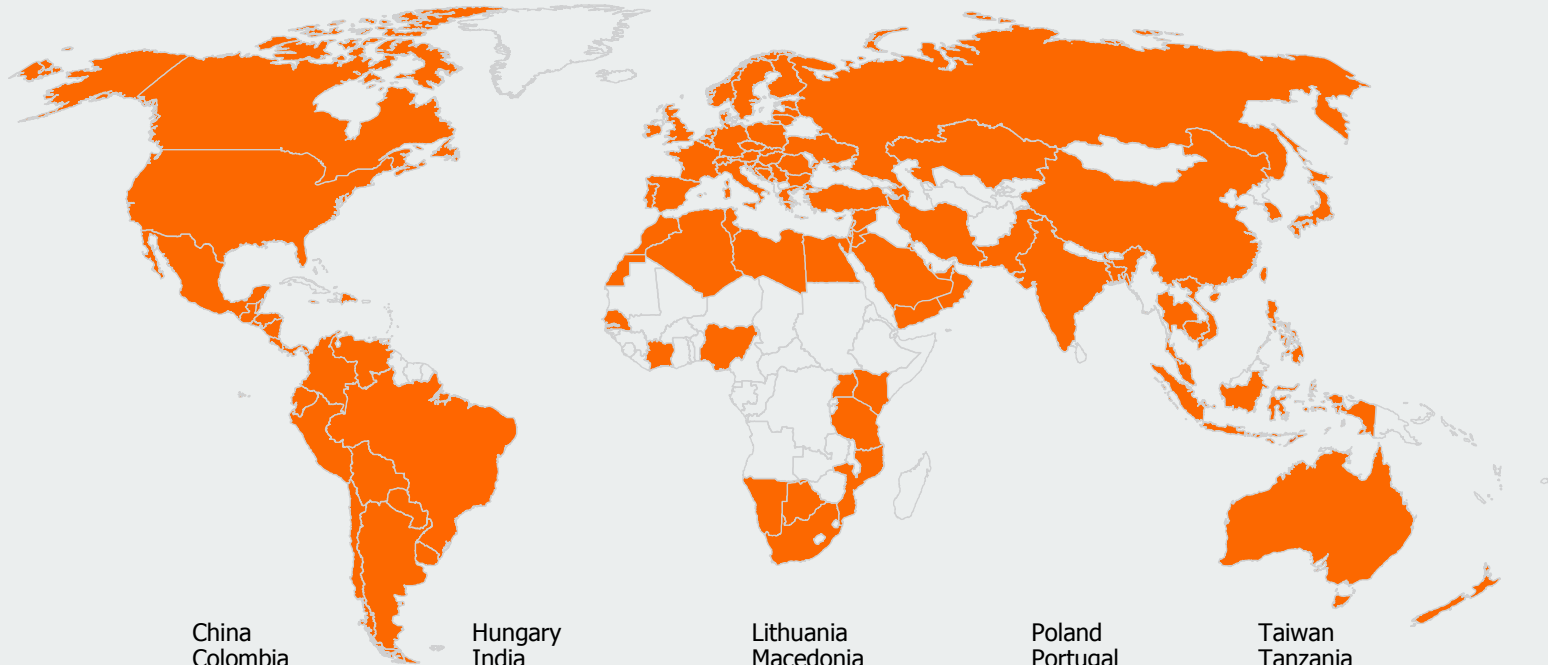 China
Colombia
Hungary
India
Lithuania
Macedonia
Poland
Portugal
Taiwan
Tanzania